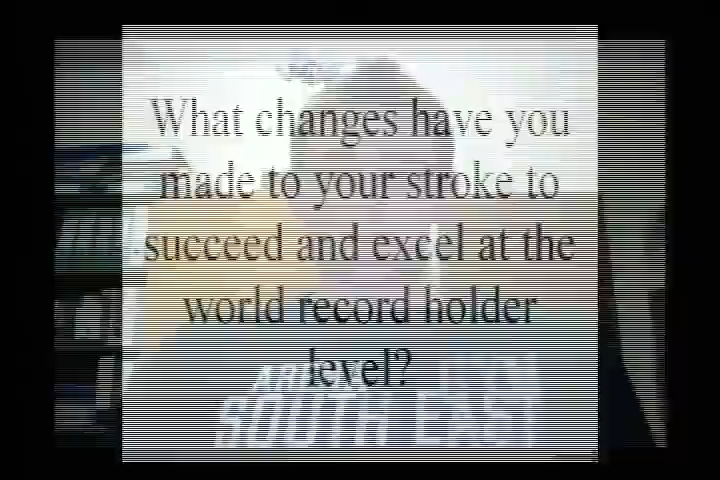 What changes have you
made to your stroke to
succeed and excel at the
world record holder
level?
SOUTH EAST